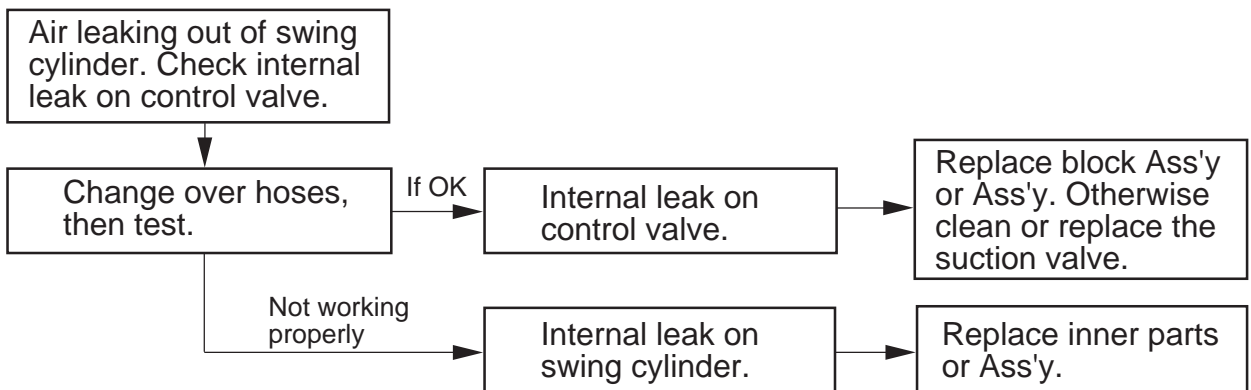 Air leaking out of swing
cylinder. Check internal
leak on control valve.
Change over hoses,
then test.
If OK
Internal leak on
control valve.
Replace block Ass'y
or Ass'y. Otherwise
clean or replace the
suction valve.
Not working
properly
Internal leak on
swing cylinder.
Replace inner parts
or Ass'y.